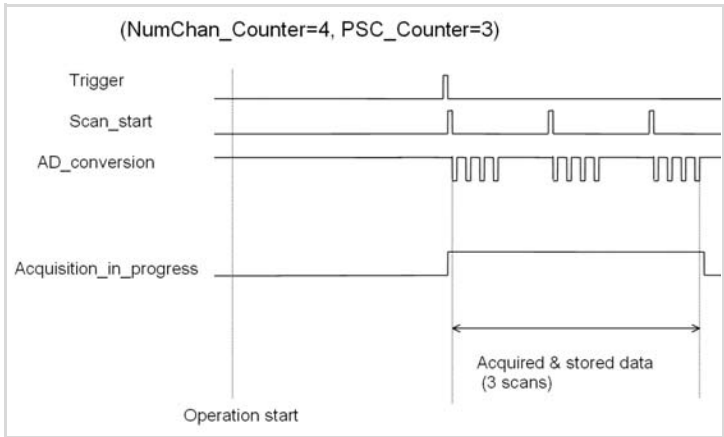 (NumChan_Counter=4, PSC_Counter=3)
Trigger
Scan_start
AD_conversion
Acquisition_in_progress
Acquired & stored data
(3 scans)
Operation start